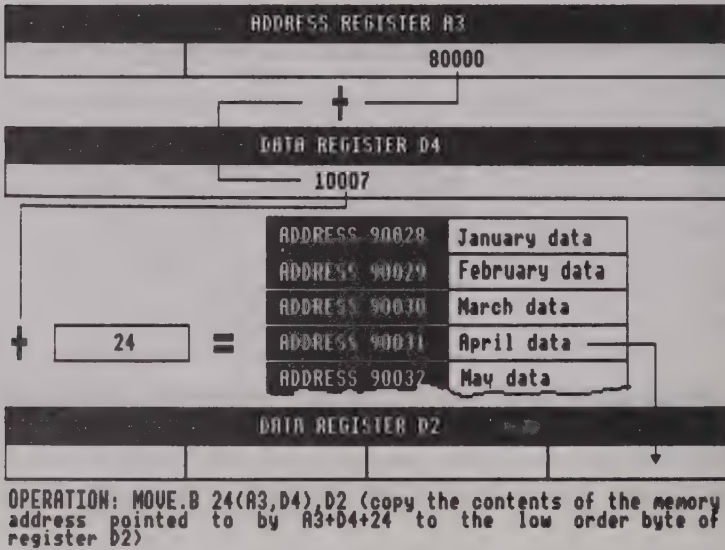 ADDRESS REGISTER A3
80000
+
DATA REGISTER D4
10007
ADDRESS 90028 January data
ADDRESS 90029 February data
ADDRESS 90030 March data
+ 24 = ADDRESS 90031 April data
ADDRESS 90032 May data
DATA REGISTER D2
OPERATION: MOVE.B 24(A3,D4),D2 (copy the contents of the memory
address pointed to by A3+D4+24 to the low order byte of
register D2)